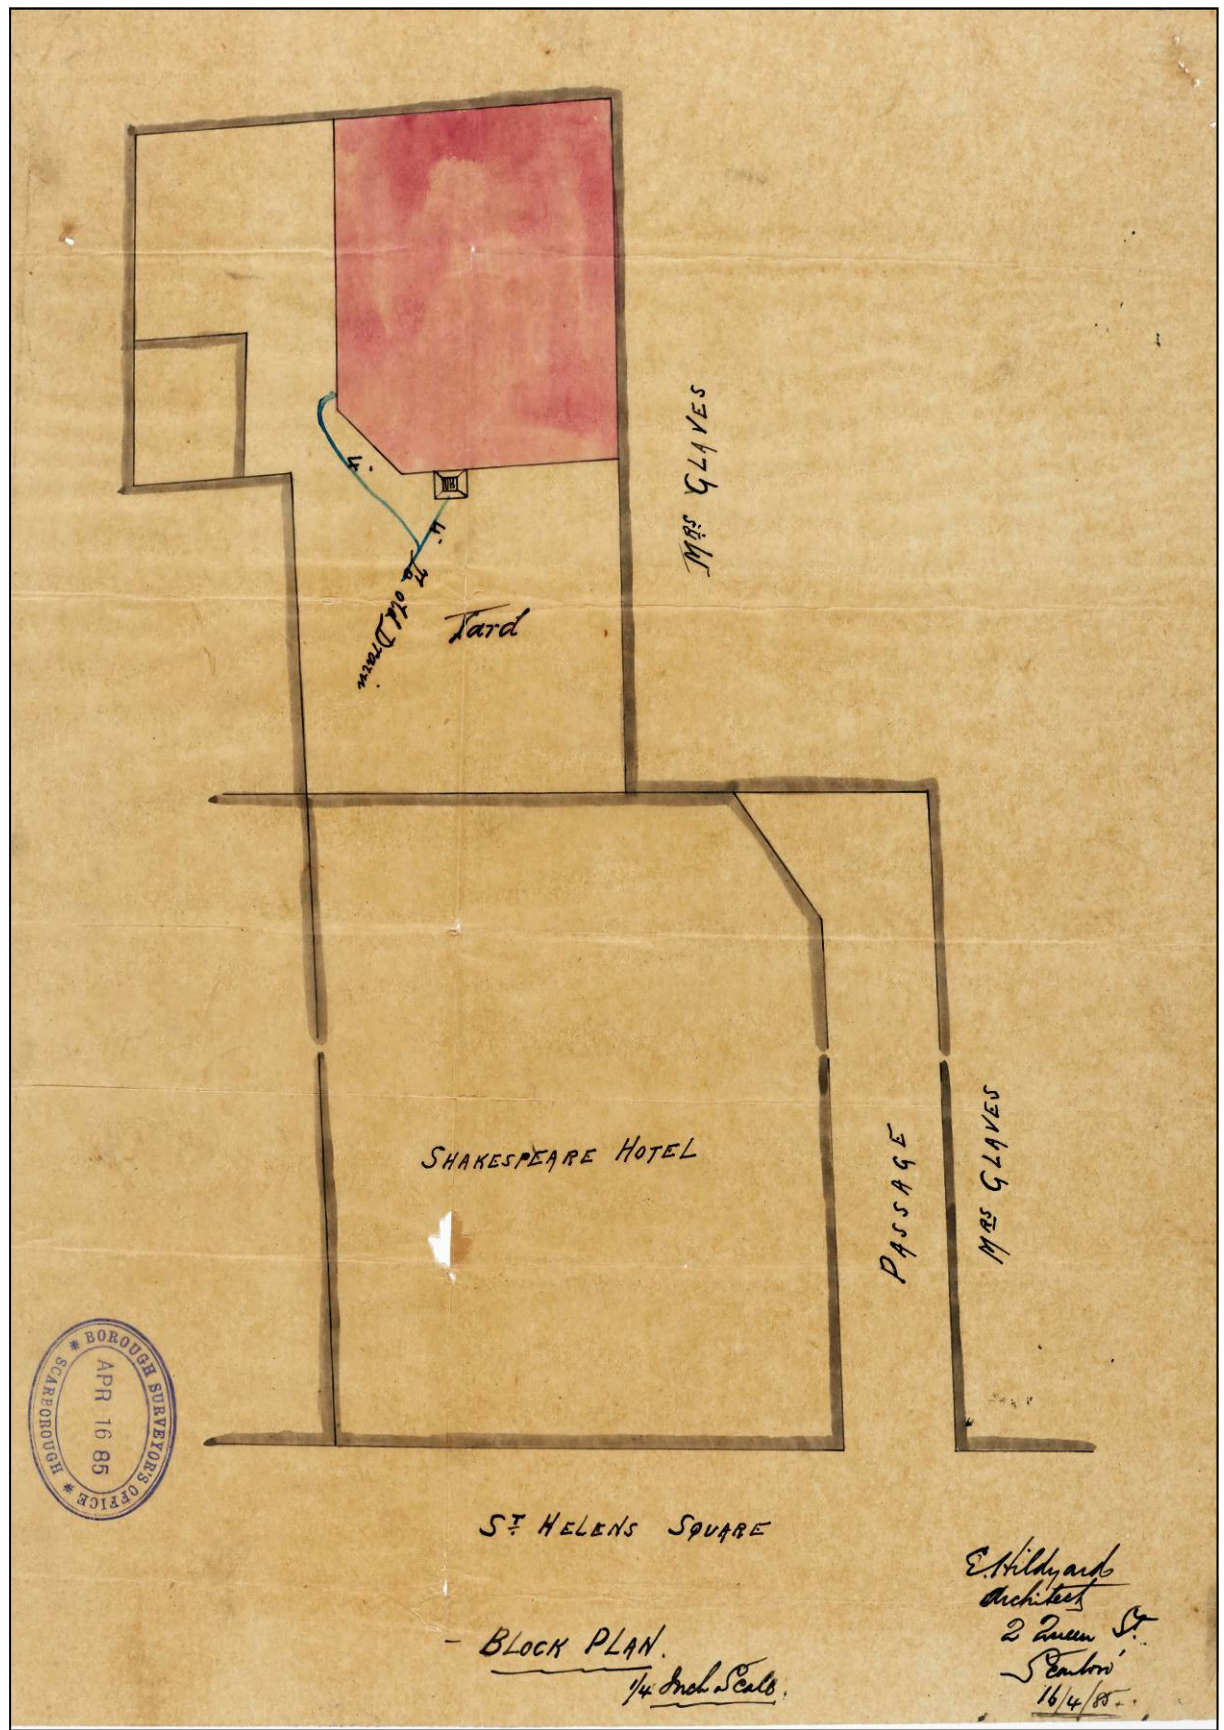 MRS GLAVES
4"
4"
To old Drain
Yard
SHAKESPEARE HOTEL
PASSAGE
MRS GLAVES
BOROUGH SURVEYOR'S OFFICE
APR 16 85
* SCARBOROUGH *
ST HELENS SQUARE
- BLOCK PLAN.
1/4 Inch Scale.
E. Hildyard
Architect
2 Queen St.
Scarboro'
16/4/85.